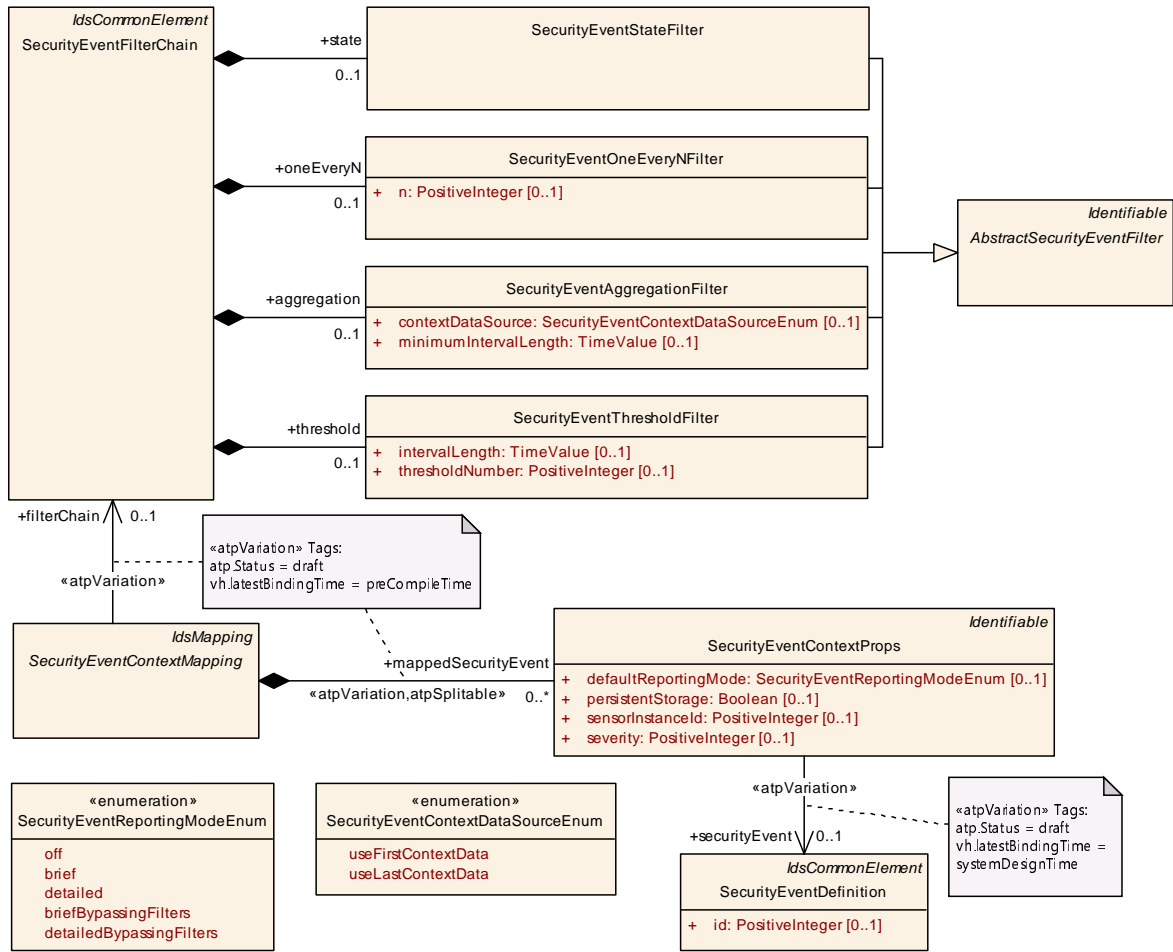 IdsCommonElement
SecurityEventFilterChain
+state
0..1
SecurityEventStateFilter
+oneEveryN
0..1
SecurityEventOneEveryNFilter
+ n: PositiveInteger [0..1]
Identifiable
AbstractSecurityEventFilter
+aggregation
0..1
SecurityEventAggregationFilter
+ contextDataSource: SecurityEventContextDataSourceEnum [0..1]
+ minimumIntervalLength: TimeValue [0..1]
+threshold
0..1
SecurityEventThresholdFilter
+ intervalLength: TimeValue [0..1]
+ thresholdNumber: PositiveInteger [0..1]
+filterChain
0..1
«atpVariation»
«atpVariation» Tags:
atp.Status = draft
vh.latestBindingTime = preCompileTime
IdsMapping
SecurityEventContextMapping
+mappedSecurityEvent
«atpVariation,atpSplitable»
0..*
Identifiable
SecurityEventContextProps
+ defaultReportingMode: SecurityEventReportingModeEnum [0..1]
+ persistentStorage: Boolean [0..1]
+ sensorInstanceId: PositiveInteger [0..1]
+ severity: PositiveInteger [0..1]
«enumeration»
SecurityEventReportingModeEnum
off
brief
detailed
briefBypassingFilters
detailedBypassingFilters
«enumeration»
SecurityEventContextDataSourceEnum
useFirstContextData
useLastContextData
«atpVariation»
+securityEvent
0..1
«atpVariation» Tags:
atp.Status = draft
vh.latestBindingTime =
systemDesignTime
IdsCommonElement
SecurityEventDefinition
+ id: PositiveInteger [0..1]